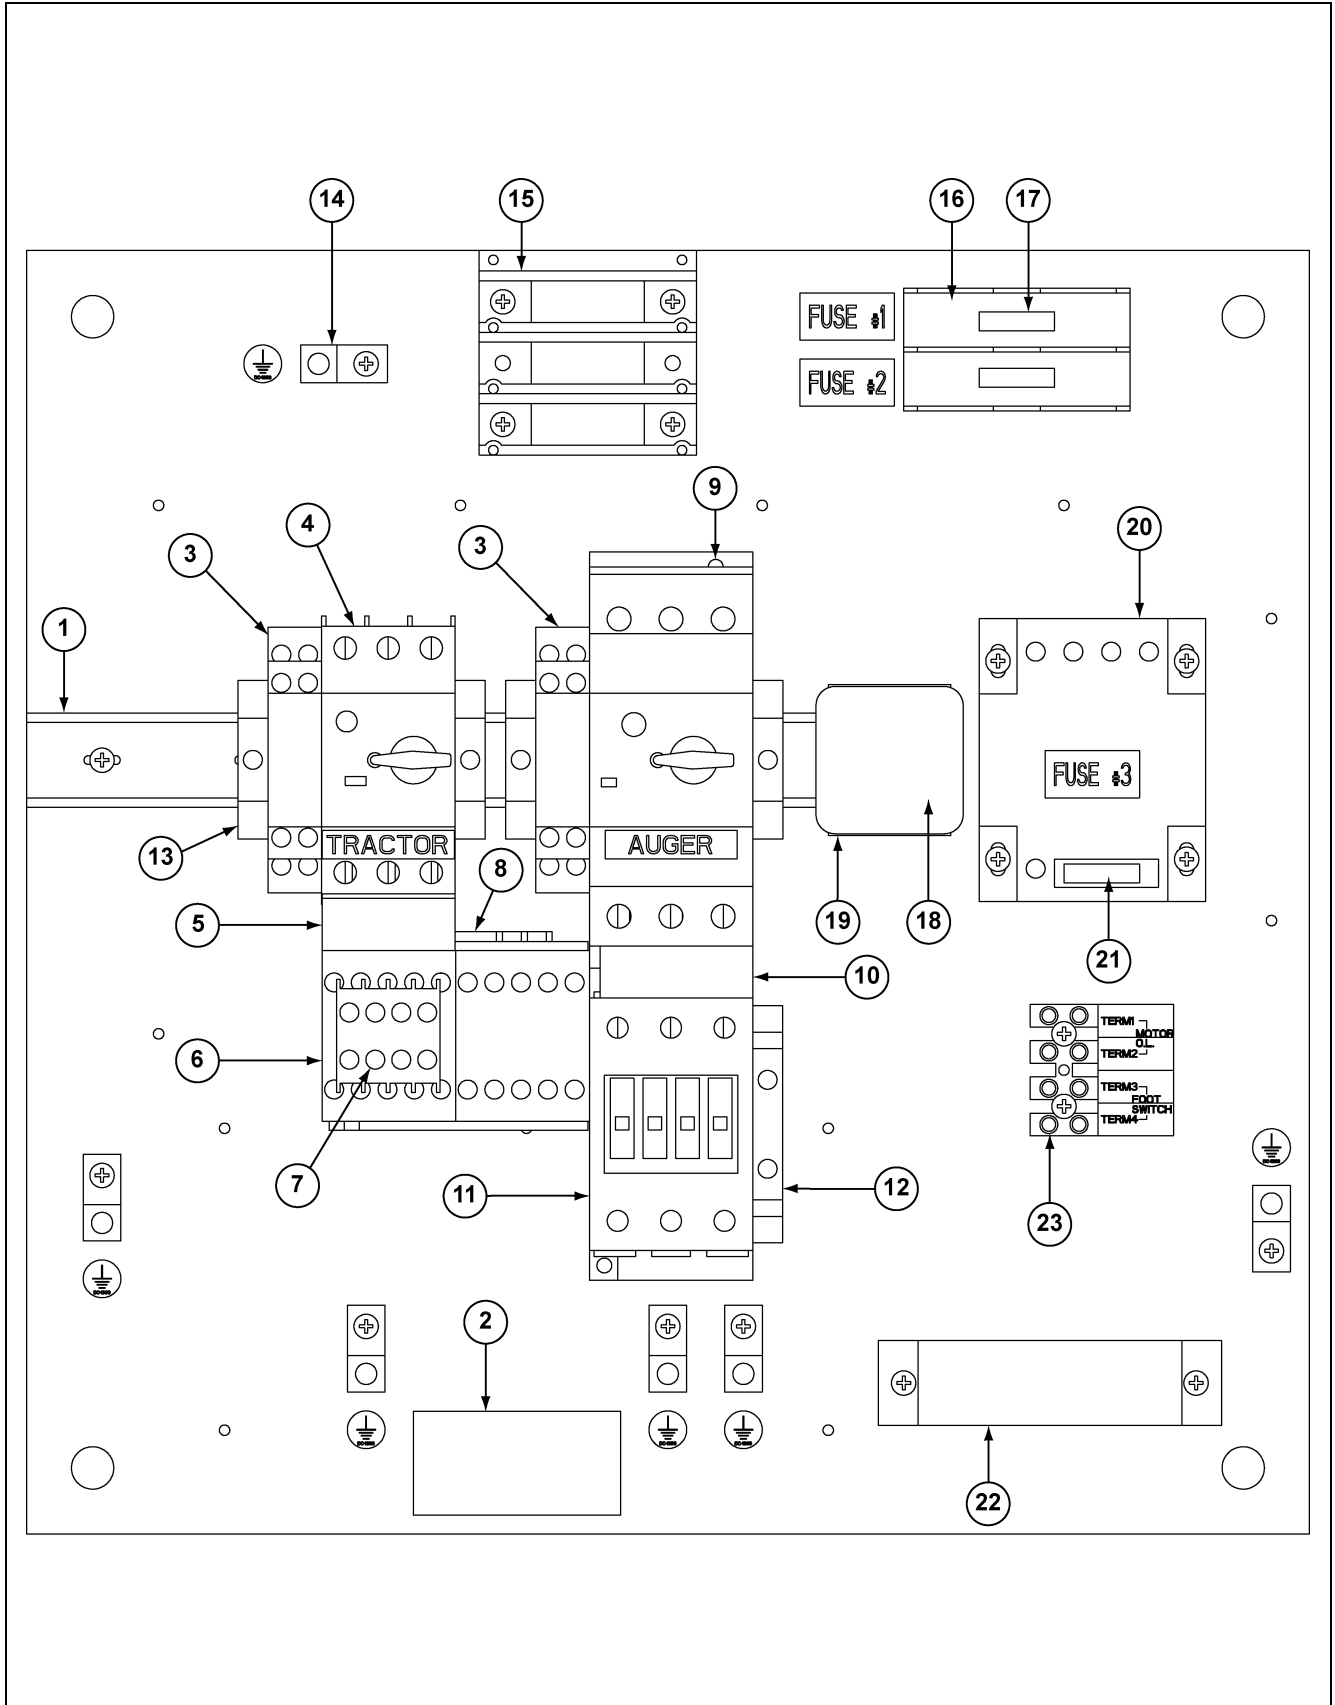 14
15
16
17
FUSE #1
FUSE #2
9
4
20
3
3
1
FUSE #3
TRACTOR
AUGER
13
8
5
19
18
21
10
TERM1
MOTOR
O.L.
TERM2
6
TERM3
FOOT
SWITCH
TERM4
7
11
12
23
2
22